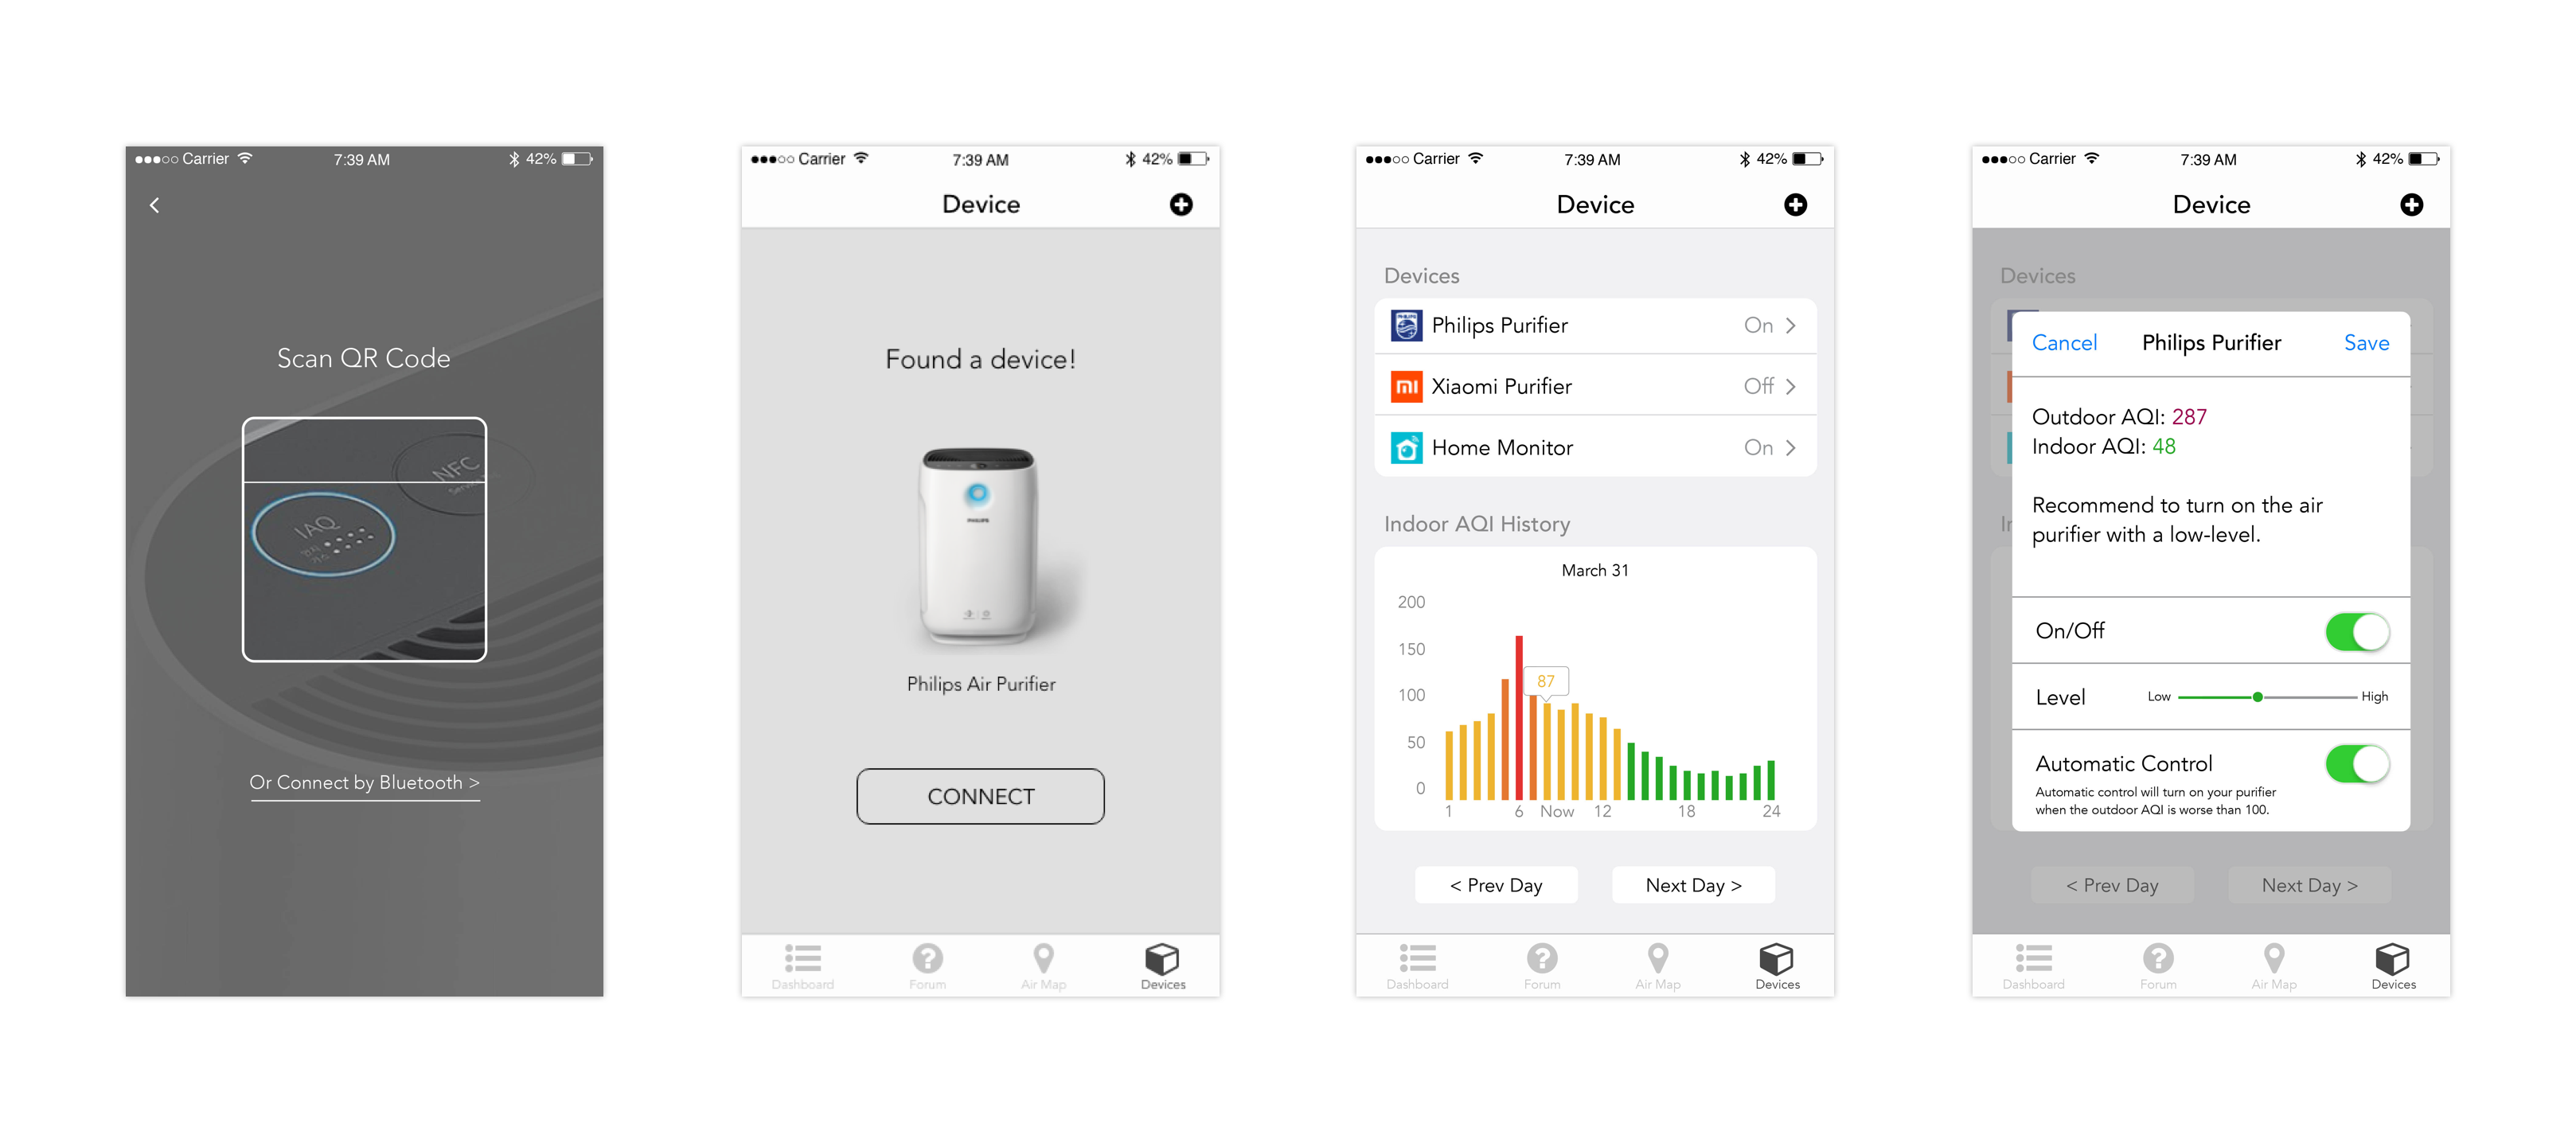 Carrier
7:39 AM
42%
Scan QR Code
NFC
IAQ
Or Connect by Bluetooth >
Carrier
7:39 AM
42%
Device
Found a device!
PHILIPS
Philips Air Purifier
CONNECT
Dashboard
Forum
Air Map
Devices
Carrier
7:39 AM
42%
Device
Devices
PHILIPS
Philips Purifier
On
mi
Xiaomi Purifier
Off
Home Monitor
On
Indoor AQI History
March 31
200
150
100
50
0
87
1
6
Now
12
18
24
< Prev Day
Next Day >
Dashboard
Forum
Air Map
Devices
Carrier
7:39 AM
42%
Device
Devices
Cancel
Philips Purifier
Save
Outdoor AQI: 287
Indoor AQI: 48
Recommend to turn on the air
purifier with a low-level.
On/Off
Level
Low
High
Automatic Control
Automatic control will turn on your purifier
when the outdoor AQI is worse than 100.
< Prev Day
Next Day >
Dashboard
Forum
Air Map
Devices